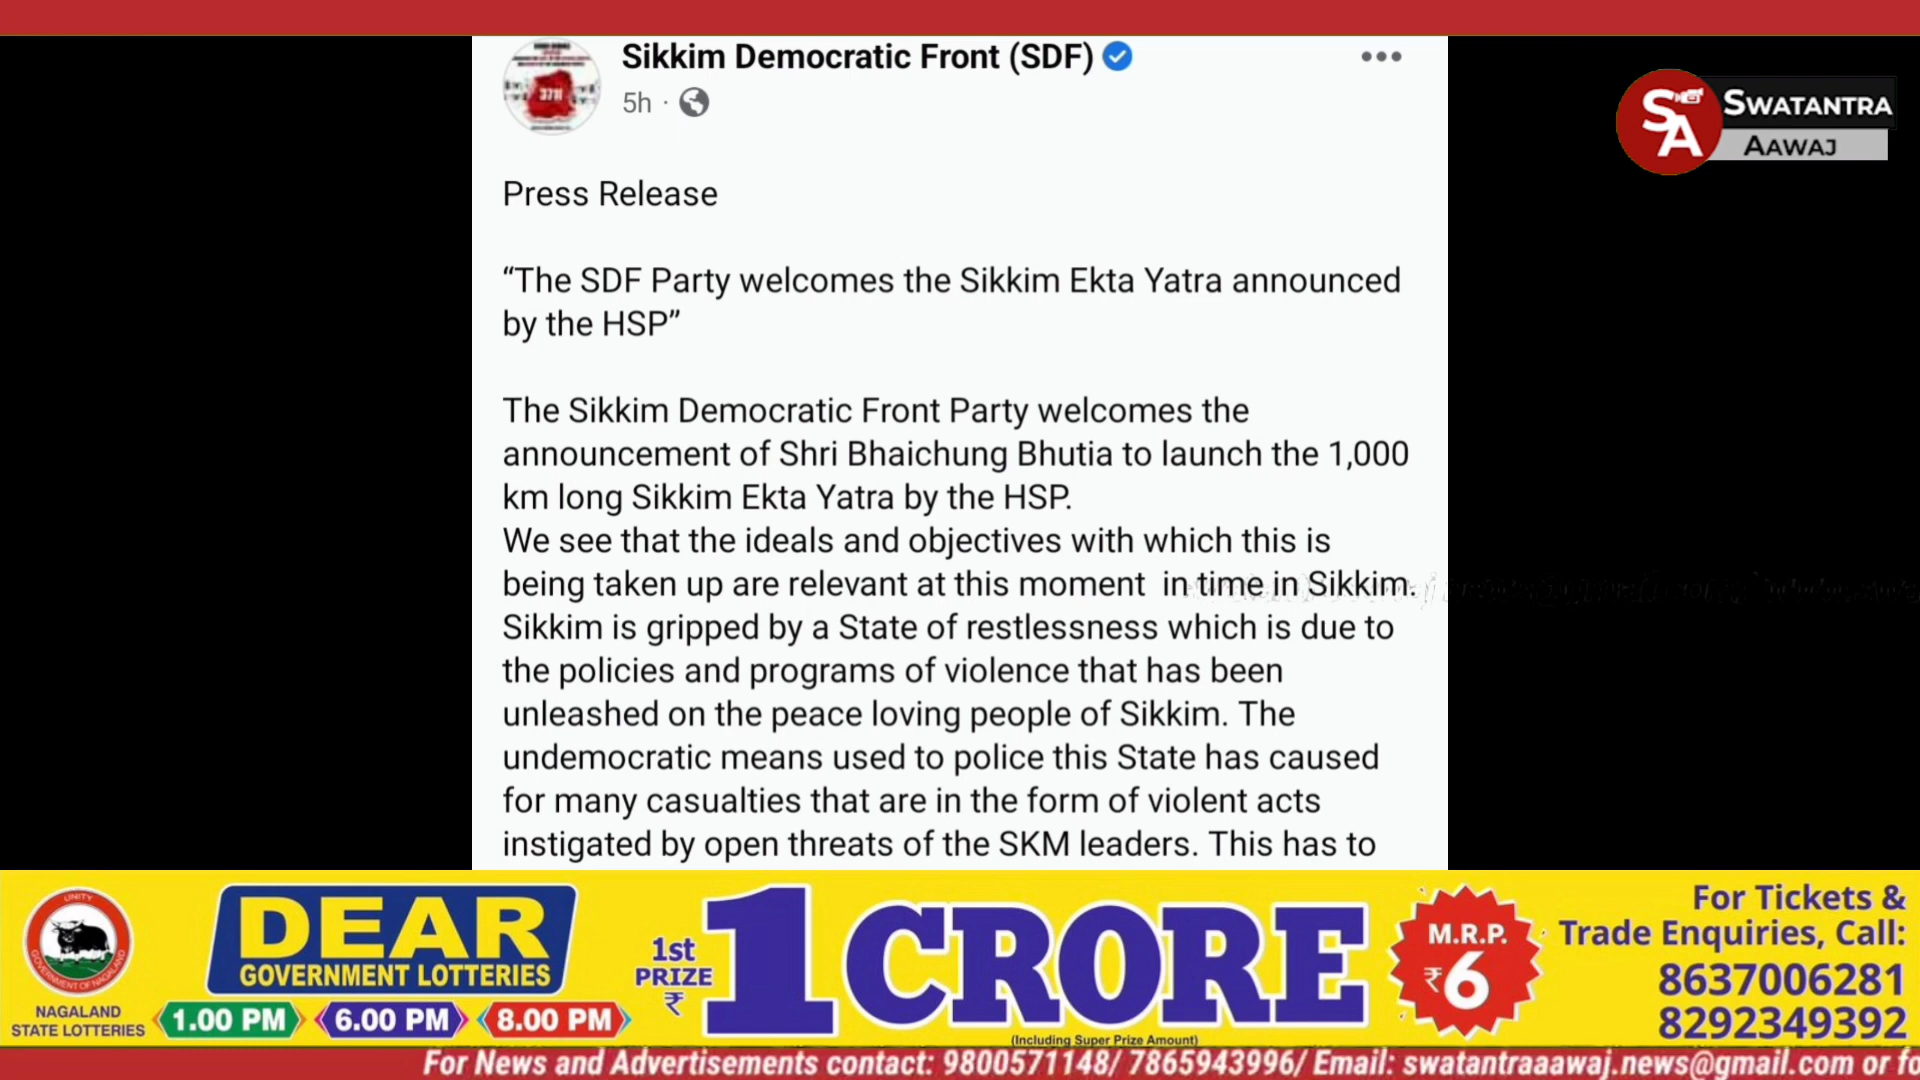 Sikkim Democratic Front (SDF)
5h ·
SWATANTRA
AAWAJ
SA
371F
Press Release
“The SDF Party welcomes the Sikkim Ekta Yatra announced
by the HSP”
The Sikkim Democratic Front Party welcomes the
announcement of Shri Bhaichung Bhutia to launch the 1,000
km long Sikkim Ekta Yatra by the HSP.
We see that the ideals and objectives with which this is
being taken up are relevant at this moment in time in Sikkim.
Sikkim is gripped by a State of restlessness which is due to
the policies and programs of violence that has been
unleashed on the peace loving people of Sikkim. The
undemocratic means used to police this State has caused
for many casualties that are in the form of violent acts
instigated by open threats of the SKM leaders. This has to
UNITY
GOVERNMENT OF NAGALAND
NAGALAND
STATE LOTTERIES
DEAR
GOVERNMENT LOTTERIES
1.00 PM
6.00 PM
8.00 PM
1st
PRIZE
₹
1 CRORE
(Including Super Prize Amount)
M.R.P.
₹6
For Tickets &
Trade Enquiries, Call:
8637006281
8292349392
For News and Advertisements contact: 9800571148/ 7865943996/ Email: swatantraaawaj.news@gmail.com or fo